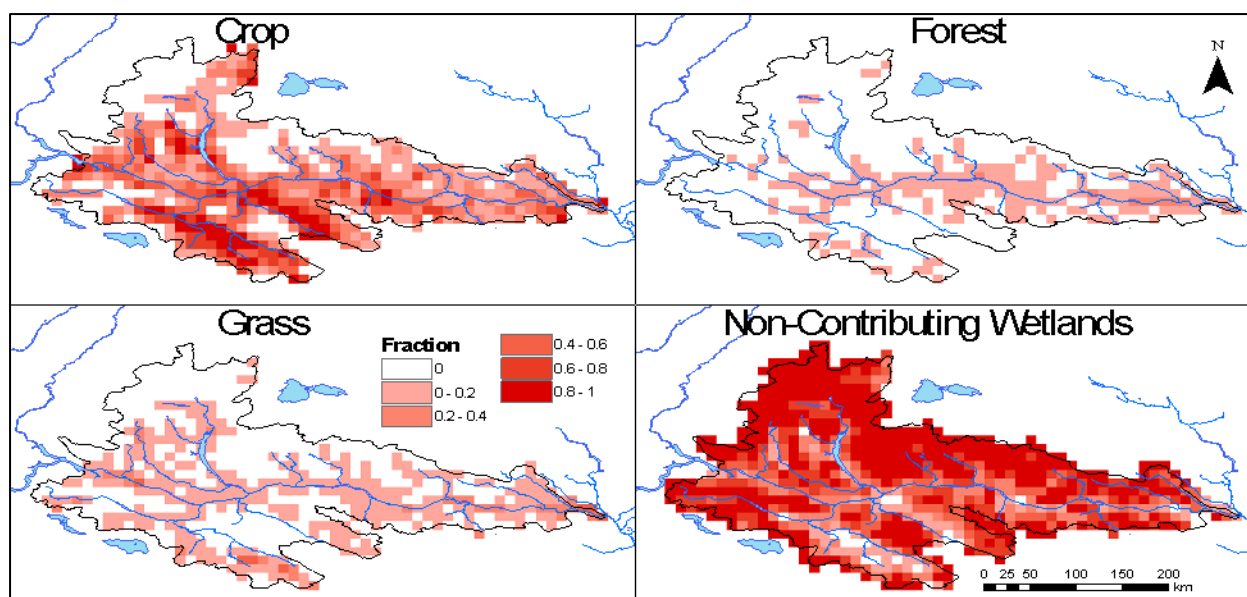 Crop
Forest
N
Grass
Fraction
0
0 - 0.2
0.2 - 0.4
0.4 - 0.6
0.6 - 0.8
0.8 - 1
Non-Contributing Wetlands
0 25 50 100 150 200
km